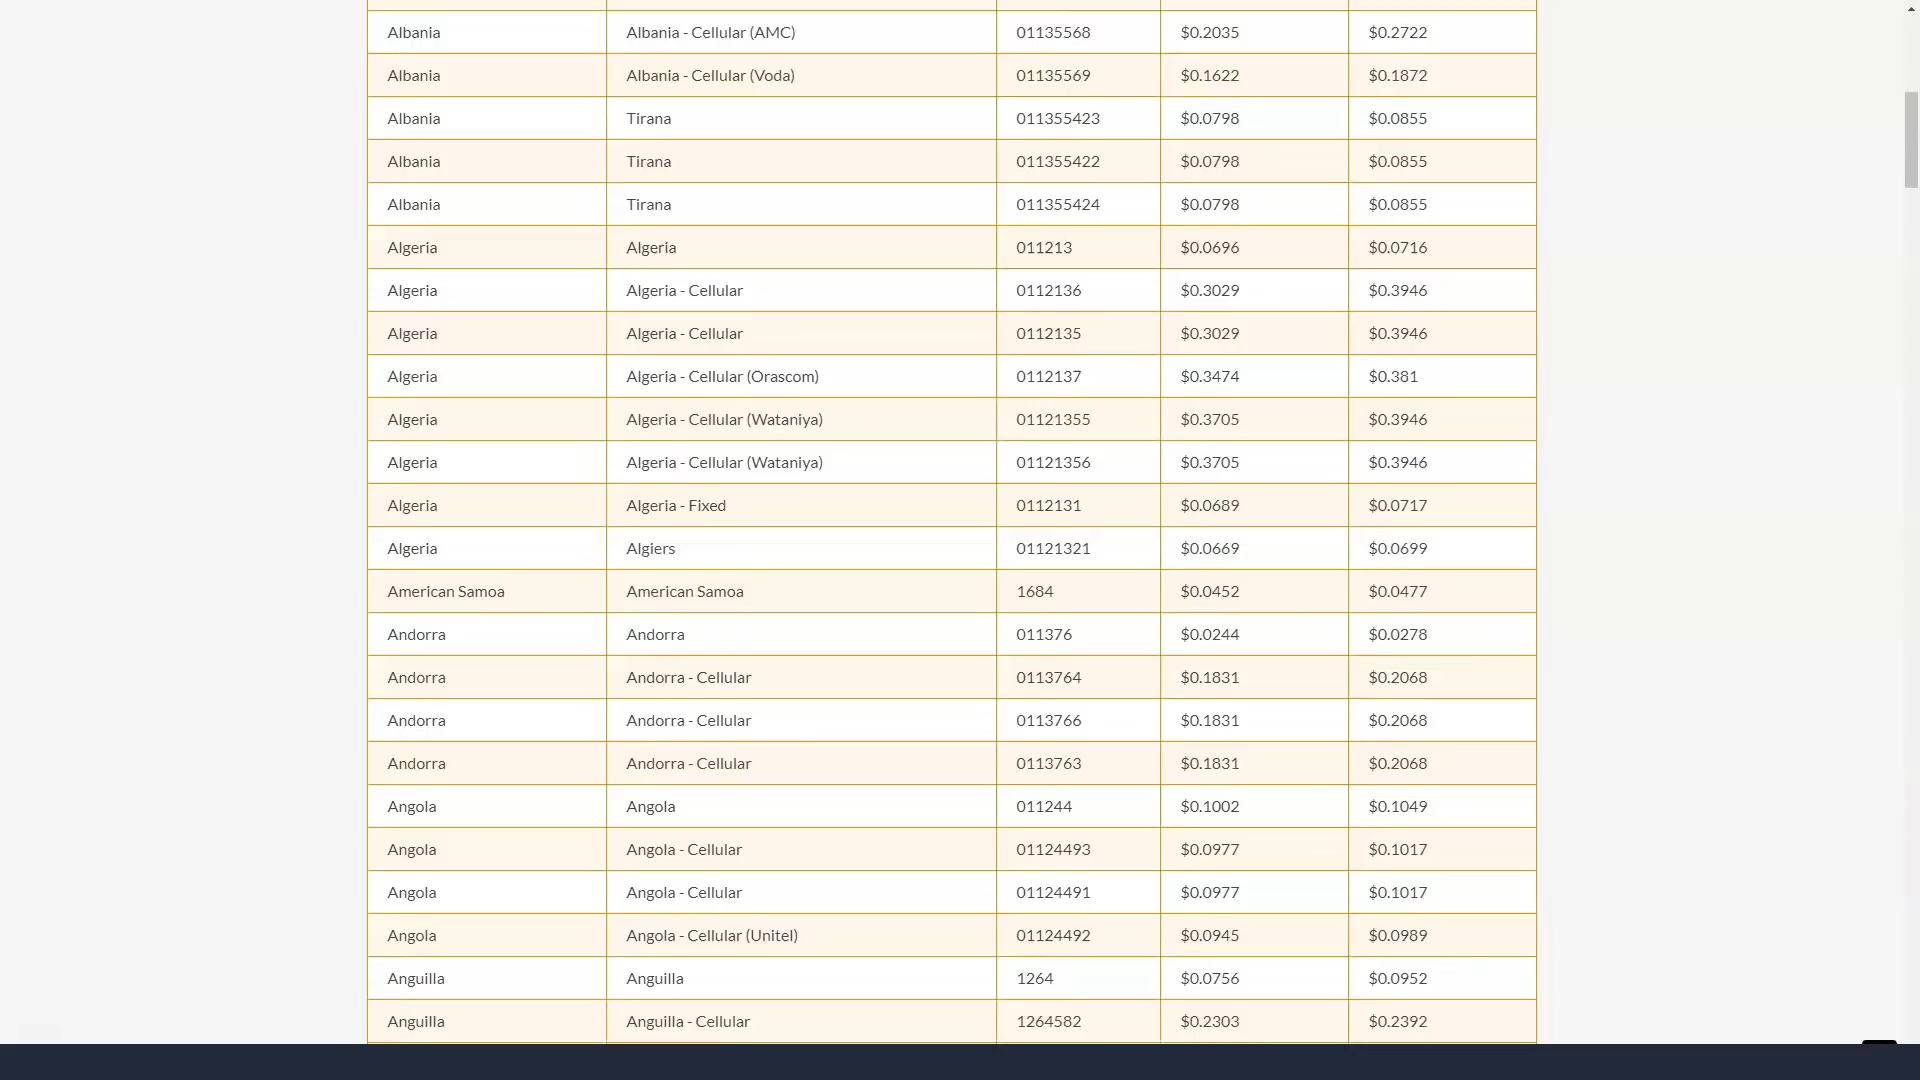 Albania Albania - Cellular (AMC) 01135568 $0.2035 $0.2722
Albania Albania - Cellular (Voda) 01135569 $0.1622 $0.1872
Albania Tirana 011355423 $0.0798 $0.0855
Albania Tirana 011355422 $0.0798 $0.0855
Albania Tirana 011355424 $0.0798 $0.0855
Algeria Algeria 011213 $0.0696 $0.0716
Algeria Algeria - Cellular 0112136 $0.3029 $0.3946
Algeria Algeria - Cellular 0112135 $0.3029 $0.3946
Algeria Algeria - Cellular (Orascom) 0112137 $0.3474 $0.381
Algeria Algeria - Cellular (Wataniya) 01121355 $0.3705 $0.3946
Algeria Algeria - Cellular (Wataniya) 01121356 $0.3705 $0.3946
Algeria Algeria - Fixed 0112131 $0.0689 $0.0717
Algeria Algiers 01121321 $0.0669 $0.0699
American Samoa American Samoa 1684 $0.0452 $0.0477
Andorra Andorra 011376 $0.0244 $0.0278
Andorra Andorra - Cellular 0113764 $0.1831 $0.2068
Andorra Andorra - Cellular 0113766 $0.1831 $0.2068
Andorra Andorra - Cellular 0113763 $0.1831 $0.2068
Angola Angola 011244 $0.1002 $0.1049
Angola Angola - Cellular 01124493 $0.0977 $0.1017
Angola Angola - Cellular 01124491 $0.0977 $0.1017
Angola Angola - Cellular (Unitel) 01124492 $0.0945 $0.0989
Anguilla Anguilla 1264 $0.0756 $0.0952
Anguilla Anguilla - Cellular 1264582 $0.2303 $0.2392